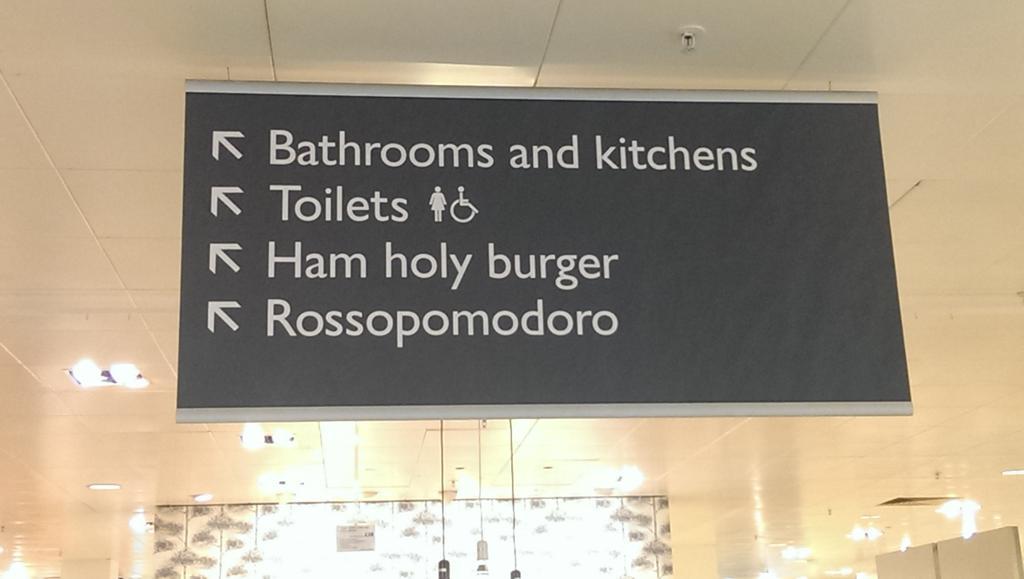 Bathrooms and kitchens
Toilets
Ham holy burger
Rossopomodoro